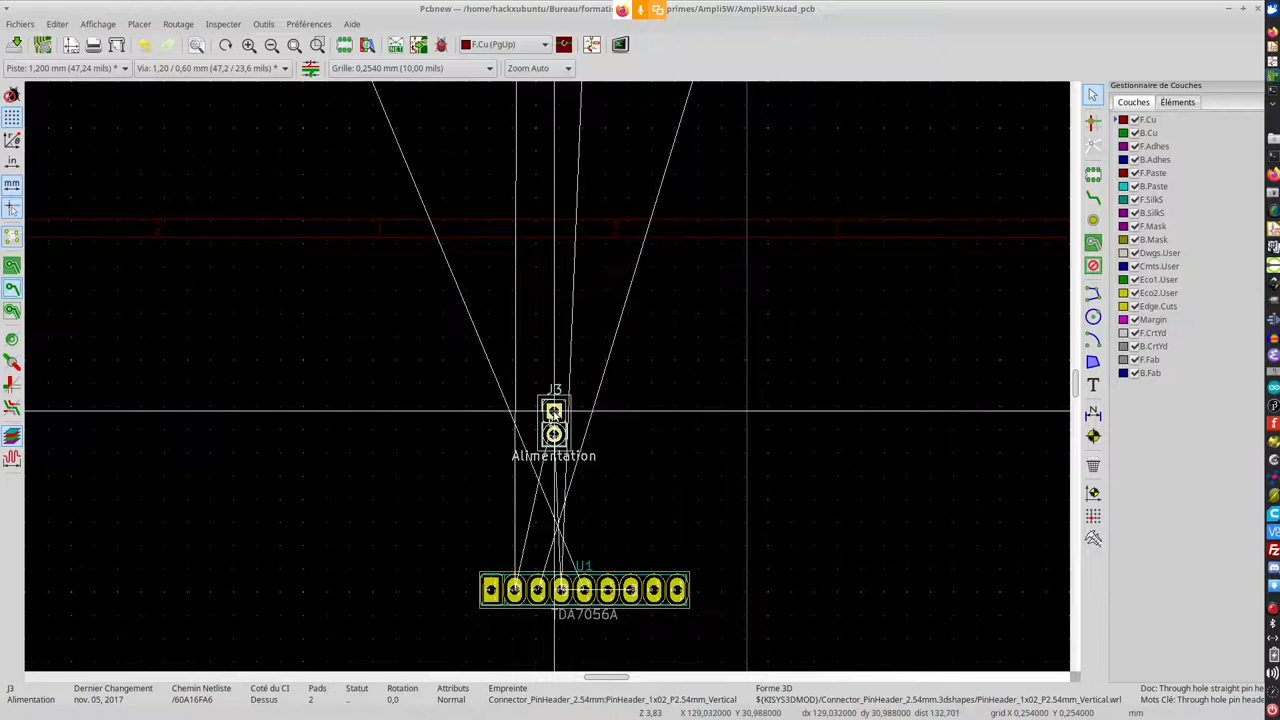 Pcbnew — /home/hackxubuntu/Bureau/formati
primes/Ampli5W/Ampli5W.kicad_pcb
Fichiers Editer Affichage Placer Routage Inspecter Outils Préférences Aide
F.Cu (PgUp)
Piste: 1,200 mm (47,24 mils) * Via: 1,20 / 0,60 mm (47,2 / 23,6 mils) * Grille: 0,2540 mm (10,00 mils) Zoom Auto
Gestionnaire de Couches
Couches Éléments
F.Cu
B.Cu
F.Adhes
B.Adhes
F.Paste
B.Paste
F.SilkS
B.SilkS
F.Mask
B.Mask
Dwgs.User
Cmts.User
Eco1.User
Eco2.User
Edge.Cuts
Margin
F.CrtYd
B.CrtYd
F.Fab
B.Fab
in
mm
J3
Alimentation
U1
TDA7056A
J3 Dernier Changement Chemin Netliste Coté du CI Pads Statut Rotation Attributs Empreinte Forme 3D Doc: Through hole straight pin he
Alimentation nov. 05, 2017 /60A16FA6 Dessus 2 .. 0,0 Normal Connector_PinHeader_2.54mm:PinHeader_1x02_P2.54mm_Vertical ${KISYS3DMOD}/Connector_PinHeader_2.54mm.3dshapes/PinHeader_1x02_P2.54mm_Vertical.wrl Mots Clé: Through hole pin he
Z 3,83 X 129,032000 Y 30,988000 dx 129,032000 dy 30,988000 dist 132,701 grid X 0,254000 Y 0,254000 mm